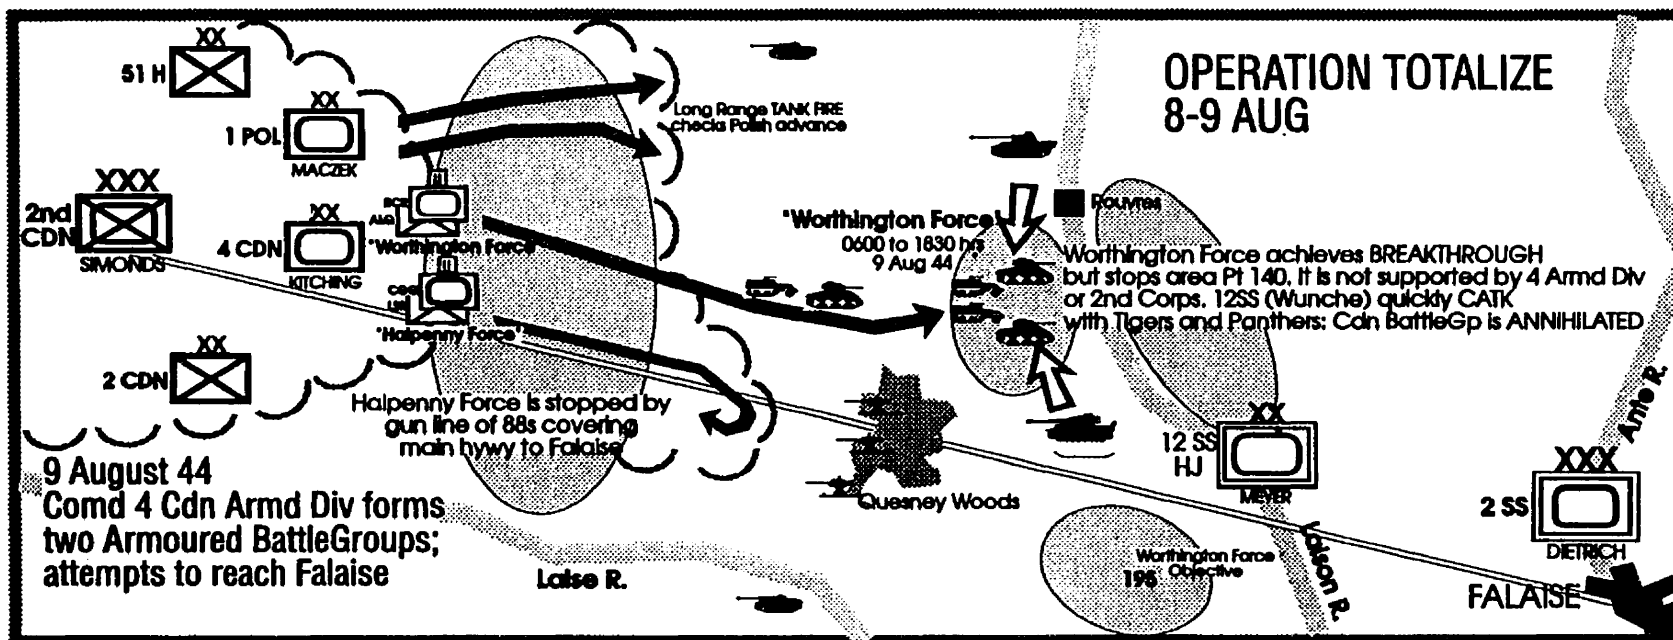 OPERATION TOTALIZE
8-9 AUG
XX
51 H
XX
1 POL
MACZEK
XXX
2nd
CDN
SIMONDS
XX
4 CDN
KITCHING
XX
2 CDN
Long Range TANK FIRE
checks Polish advance
II
"Worthington Force"
II
"Halpenny Force"
"Worthington Force"
0600 to 1830 hrs
9 Aug 44
Rouvres
Worthington Force achieves BREAKTHROUGH
but stops area Pt 140. It is not supported by 4 Armd Div
or 2nd Corps. 12SS (Wunche) quickly CATK
with Tigers and Panthers: Cdn BattleGp is ANNIHILATED
Halpenny Force is stopped by
gun line of 88s covering
main hywy to Falaise
9 August 44
Comd 4 Cdn Armd Div forms
two Armoured BattleGroups;
attempts to reach Falaise
Quesney Woods
XX
12 SS
HJ
MEYER
XXX
2 SS
DIETRICH
Ante R.
Laison R.
Laise R.
Worthington Force
Objective
195
FALAISE